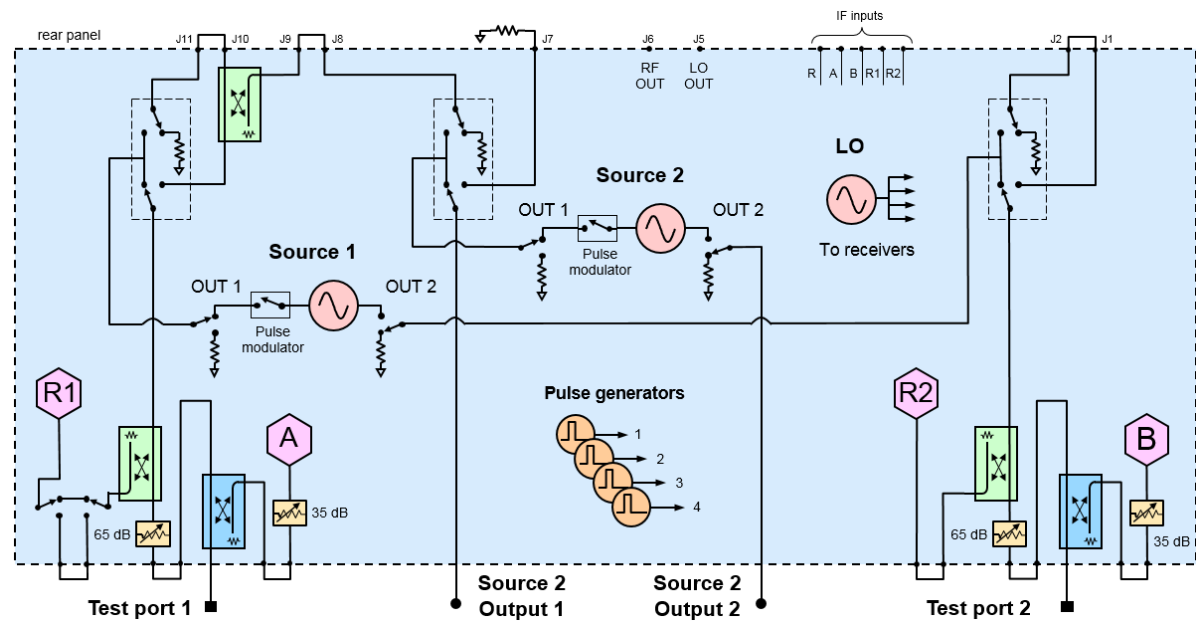 IF inputs
rear panel
J11
J10
J9
J8
J7
J6
J5
J2
J1
RF
OUT
LO
OUT
R
A
B
R1
R2
LO
To receivers
Source 2
OUT 1
OUT 2
Pulse
modulator
Source 1
OUT 1
OUT 2
Pulse
modulator
R1
A
R2
B
Pulse generators
1
2
3
4
65 dB
35 dB
65 dB
35 dB
Test port 1
Source 2
Output 1
Source 2
Output 2
Test port 2